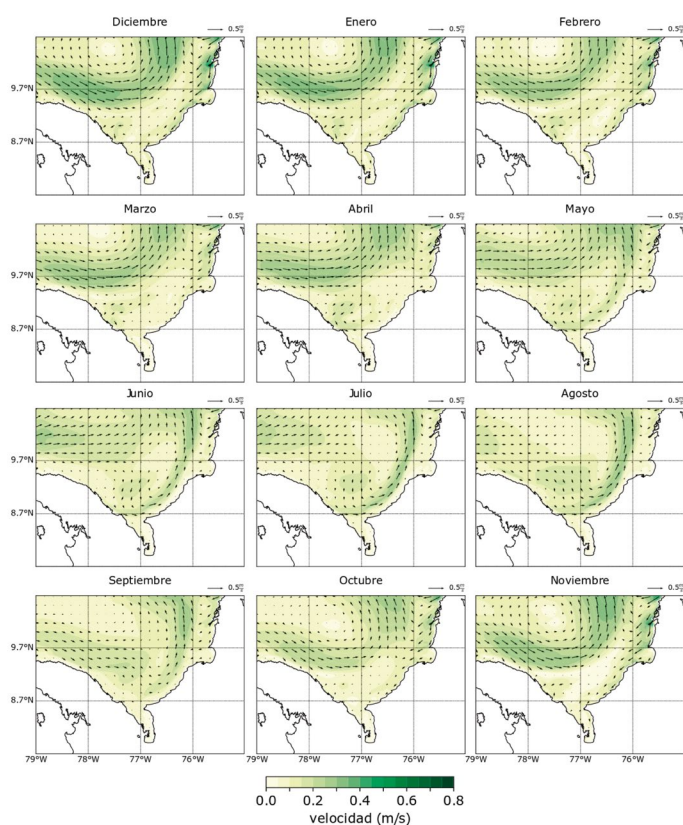 Diciembre 0.5 m/s Enero 0.5 m/s Febrero 0.5 m/s
9.7°N
8.7°N
Marzo 0.5 m/s Abril 0.5 m/s Mayo 0.5 m/s
9.7°N
8.7°N
Junio 0.5 m/s Julio 0.5 m/s Agosto 0.5 m/s
9.7°N
8.7°N
Septiembre 0.5 m/s Octubre 0.5 m/s Noviembre 0.5 m/s
9.7°N
8.7°N
79°W 78°W 77°W 76°W 78°W 77°W 76°W 78°W 77°W 76°W
0.0 0.2 0.4 0.6 0.8
velocidad (m/s)